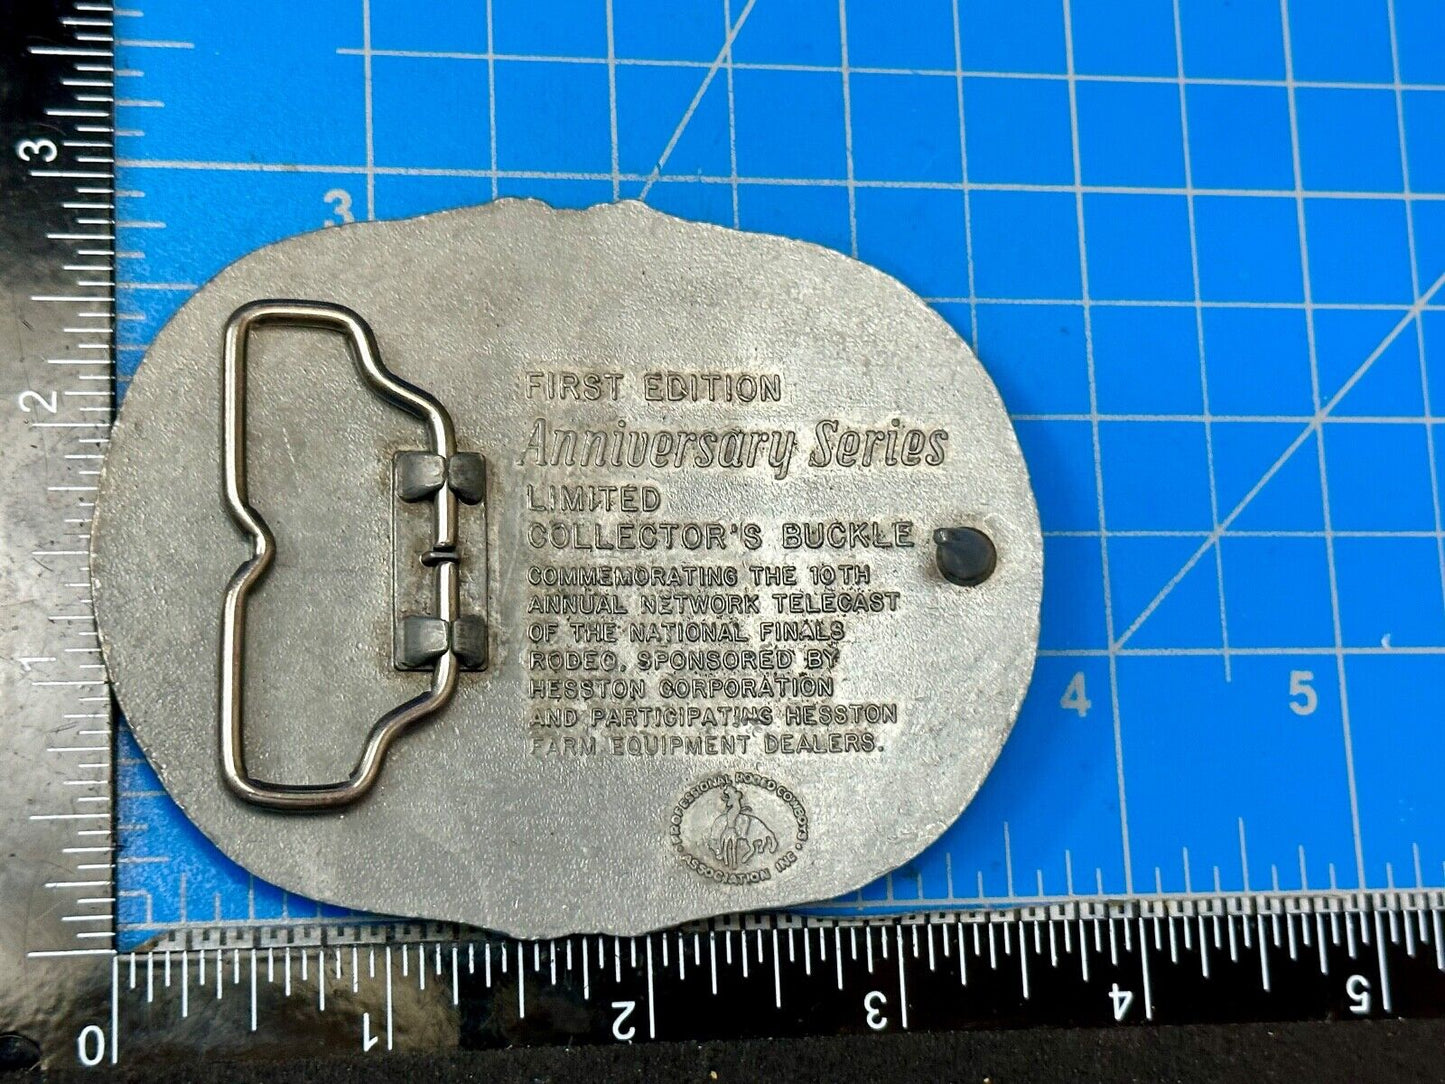 FIRST EDITION
Anniversary Series
LIMITED
COLLECTOR'S BUCKLE
COMMEMORATING THE 10TH
ANNUAL NETWORK TELECAST
OF THE NATIONAL FINALS
RODEO, SPONSORED BY
HESSTON CORPORATION
AND PARTICIPATING HESSTON
FARM EQUIPMENT DEALERS.
PROFESSIONAL RODEO COWBOYS
ASSOCIATION INC
3
2
1
3
4
5
0
1
2
3
4
5